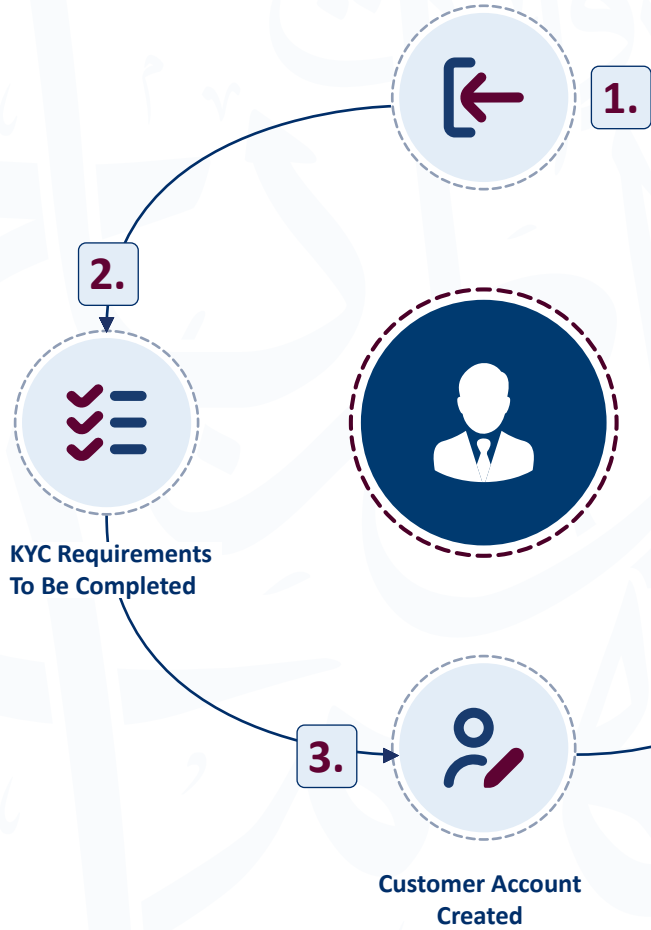 1.
2.
KYC Requirements
To Be Completed
3.
Customer Account
Created